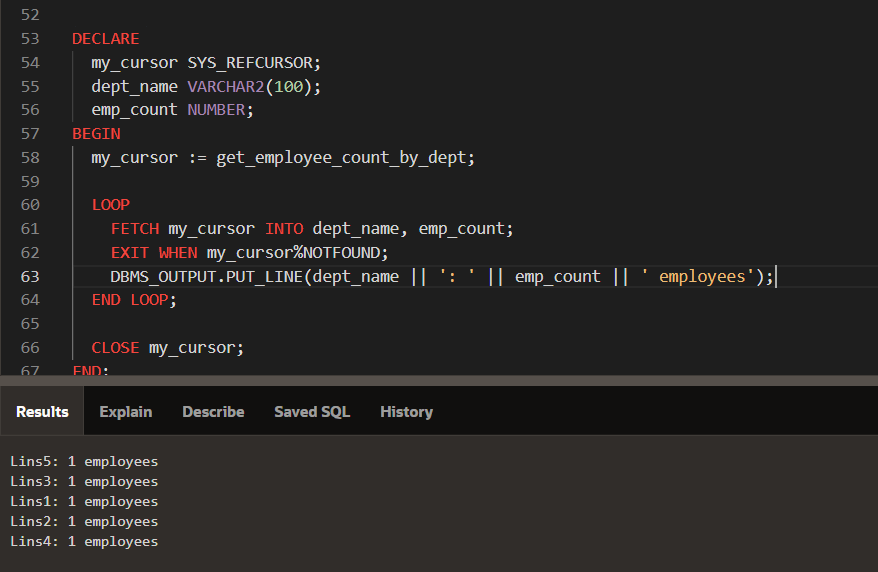 52
53 DECLARE
54 my_cursor SYS_REFCURSOR;
55 dept_name VARCHAR2(100);
56 emp_count NUMBER;
57 BEGIN
58 my_cursor := get_employee_count_by_dept;
59
60 LOOP
61 FETCH my_cursor INTO dept_name, emp_count;
62 EXIT WHEN my_cursor%NOTFOUND;
63 DBMS_OUTPUT.PUT_LINE(dept_name || ': ' || emp_count || ' employees');
64 END LOOP;
65
66 CLOSE my_cursor;
67 END;
Results Explain Describe Saved SQL History
Lins5: 1 employees
Lins3: 1 employees
Lins1: 1 employees
Lins2: 1 employees
Lins4: 1 employees